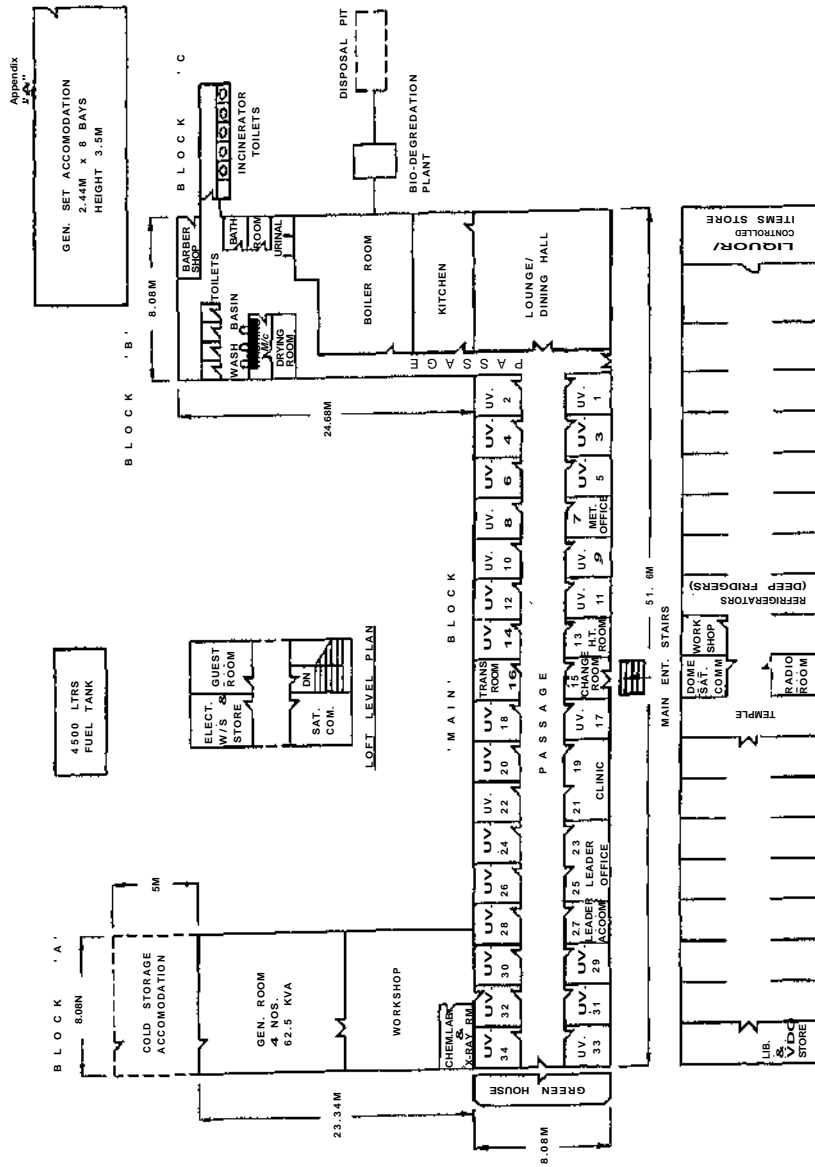 Appendix
"A"
GEN. SET ACCOMODATION
2.44M x 8 BAYS
HEIGHT 3.5M
BLOCK 'C
INCINERATOR
TOILETS
DISPOSAL PIT
BIO-DEGREDATION
PLANT
BLOCK 'B'
8.08M
24.68M
BARBER
SHOP
TOILETS
BATH
ROOM
URINAL
WASH BASIN
M/c
DRYING
ROOM
BOILER ROOM
KITCHEN
LOUNGE/
DINING HALL
PASSAGE
4500 LTRS
FUEL TANK
ELECT.
W/S &
STORE
GUEST
ROOM
SAT.
COM.
DN
LOFT LEVEL PLAN
BLOCK 'A'
8.08N
5M
COLD STORAGE
ACCOMODATION
GEN. ROOM
4 NOS.
62.5 KVA
WORKSHOP
CHEM.LAB
&
X-RAY RM.
23.34M
'MAIN' BLOCK
UV.
34
UV.
32
UV.
30
UV.
28
UV.
26
UV.
24
UV.
22
UV.
20
UV.
18
TRANS
ROOM
16
UV.
14
UV.
12
UV.
10
UV.
8
UV.
6
UV.
4
UV.
2
PASSAGE
GREEN HOUSE
8.08M
UV.
33
UV.
31
UV.
29
27
LEADER
ACOOM
25 23
LEADER
OFFICE
21 19
CLINIC
UV.
17
15
CHANGE
ROOM
13
H.T.
ROOM
UV.
11
UV.
9
7
MET.
OFFICE
UV.
5
UV.
3
UV.
1
51.6M
MAIN ENT. STAIRS
LIB.
&
VDO
STORE
TEMPLE
DOME
SAT.
COMM
WORK
SHOP
RADIO
ROOM
REFRIGERATORS
(DEEP FRIDGERS)
LIQUOR/
CONTROLLED
ITEMS STORE